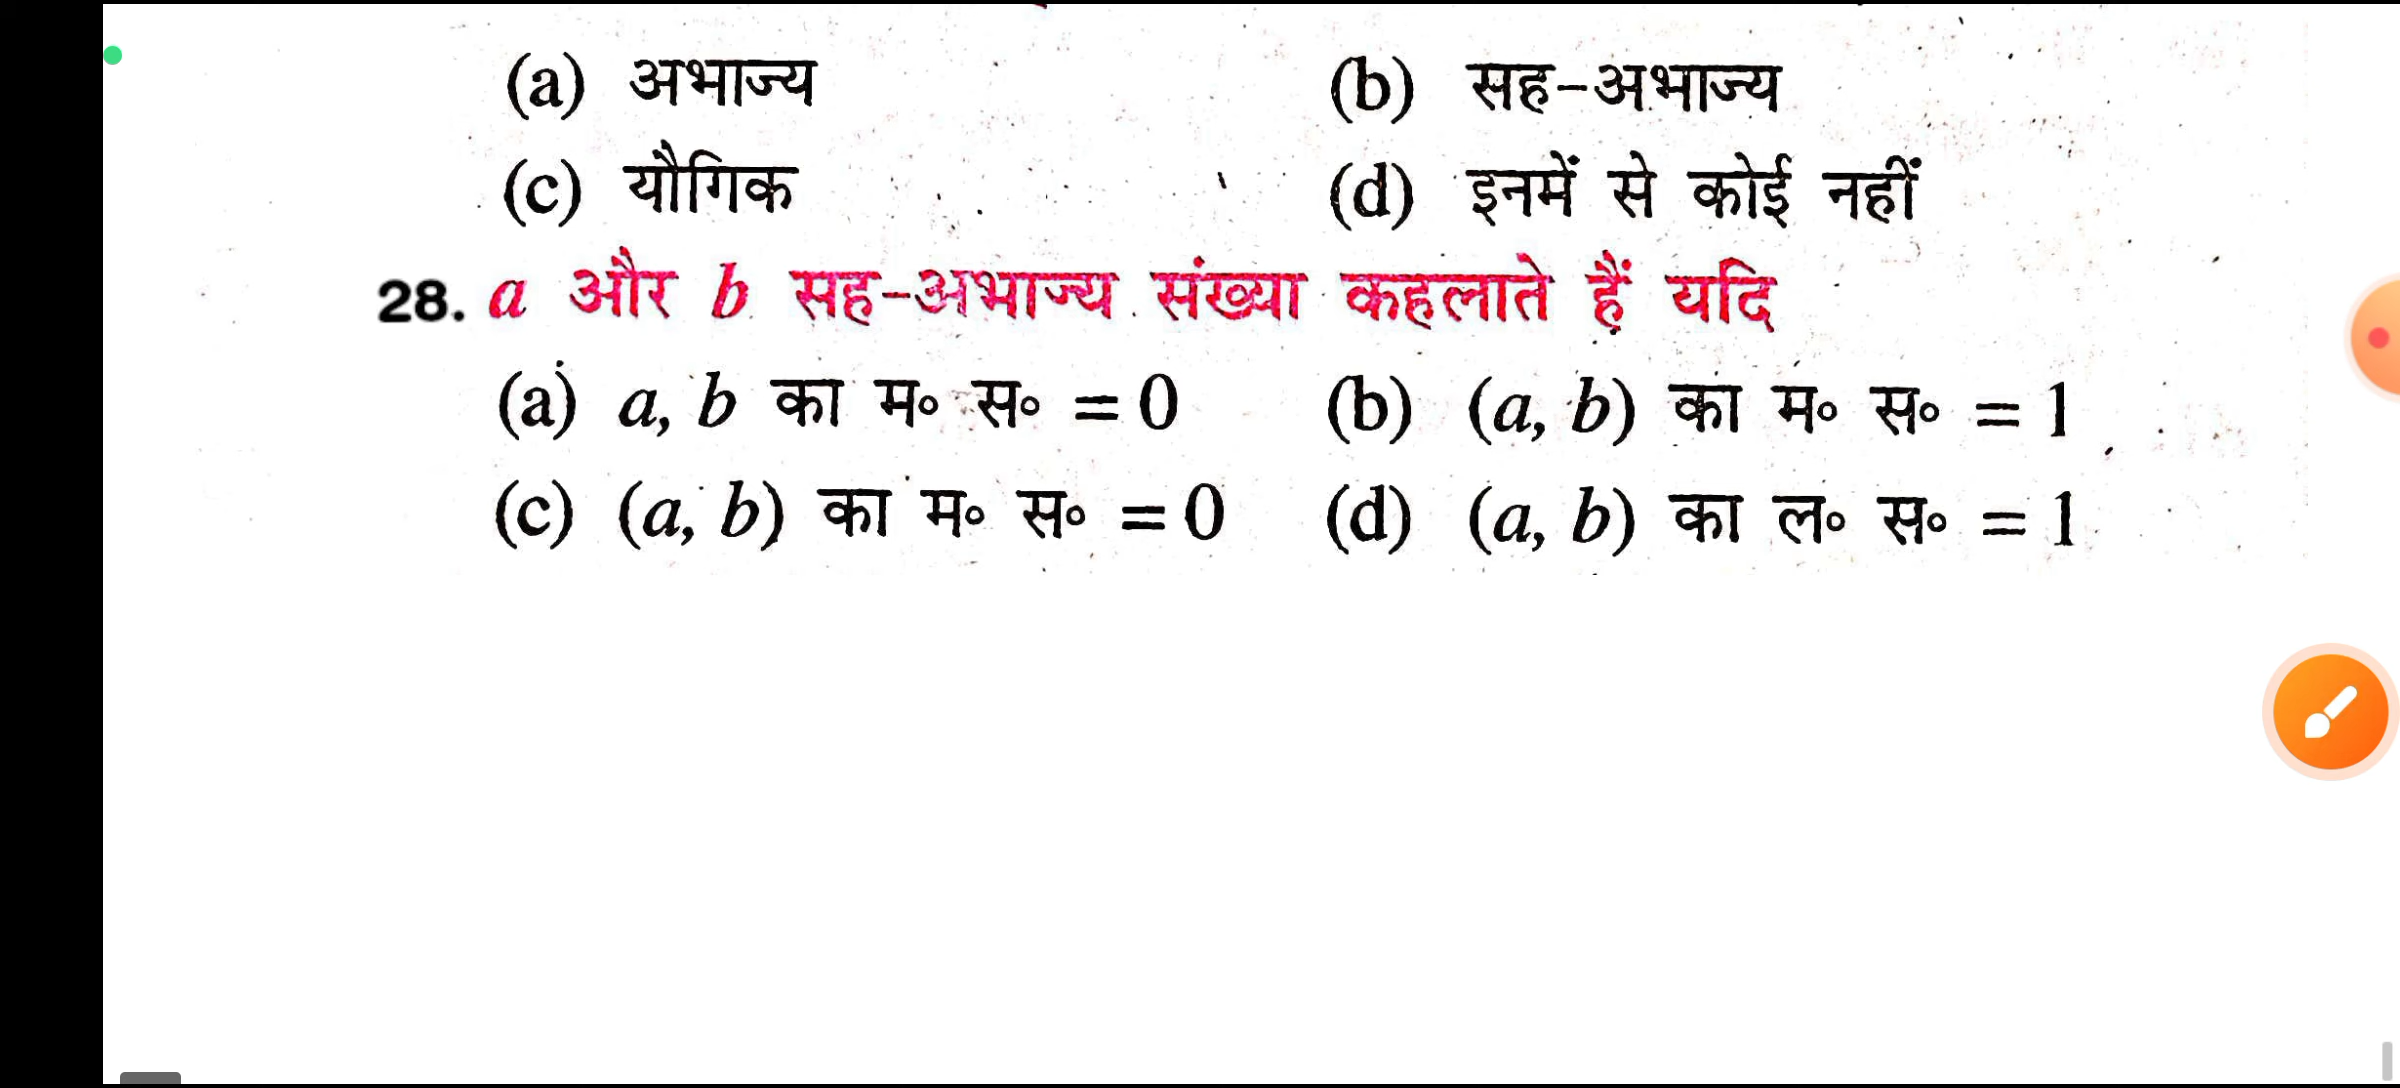 (a) अभाज्य (b) सह-अभाज्य
(c) यौगिक (d) इनमें से कोई नहीं
28. a और b सह-अभाज्य संख्या कहलाते हैं यदि
(a) a, b का म० स० = 0 (b) (a, b) का म० स० = 1
(c) (a, b) का म० स० = 0 (d) (a, b) का ल० स० = 1